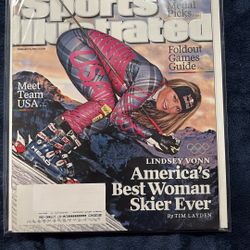 Sports
Medal
Picks
Illustrated
Foldout
Games
Guide
Meet
Team
USA
LINDSEY VONN
America's
Best Woman
Skier Ever
By TIM LAYDEN